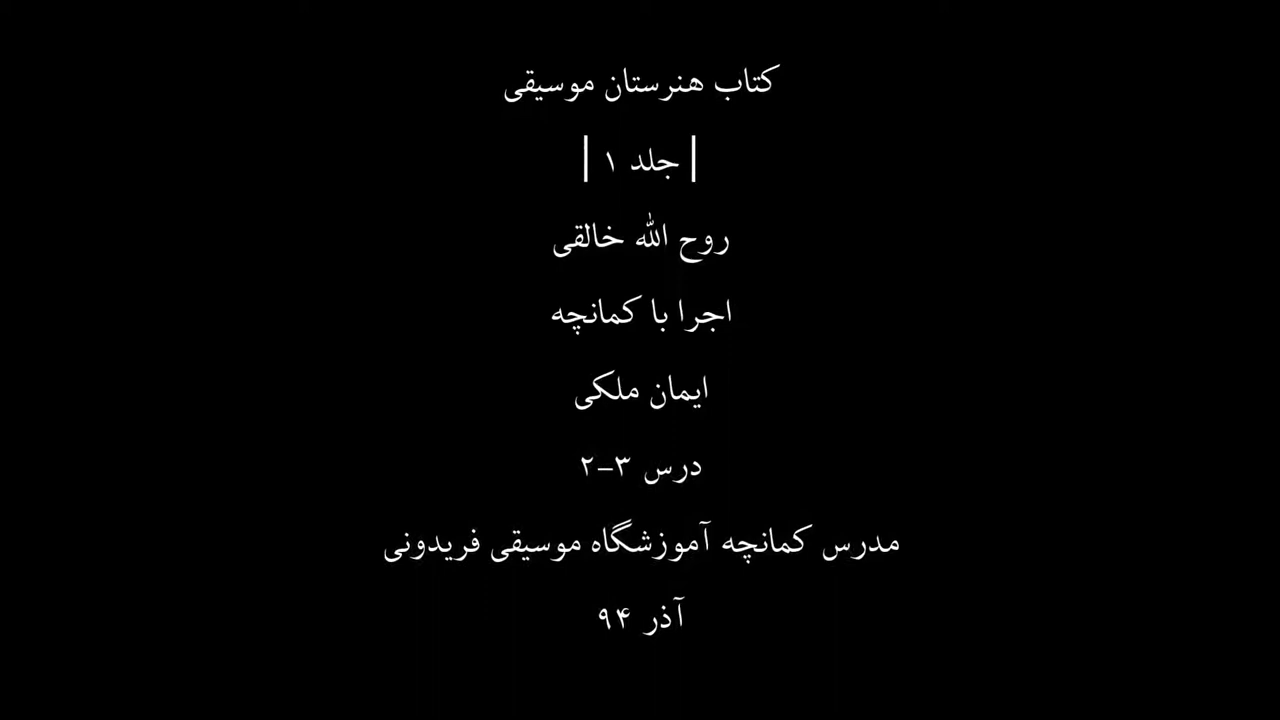 کتاب هنرستان موسیقی
| جلد ۱ |
روح الله خالقی
اجرا با کمانچه
ایمان ملکی
درس ۳-۲
مدرس کمانچه آموزشگاه موسیقی فریدونی
آذر ۹۴